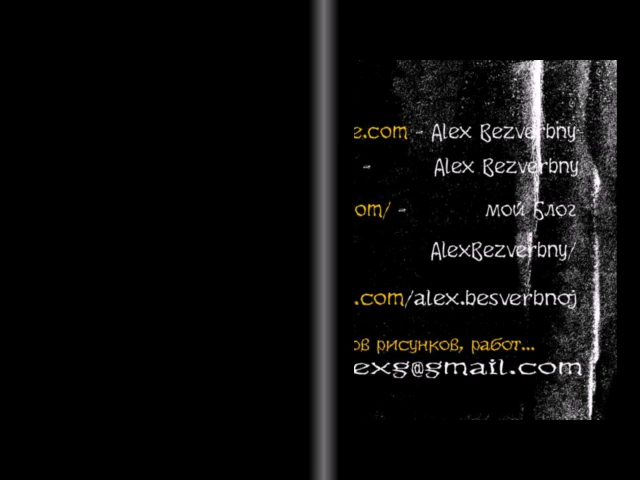 e.com - Alex Bezverbny
- Alex Bezverbny
om/ - мой Блог
AlexBezverbny/
.com/alex.besverbnoj
ов рисунков, работ...
exg@gmail.com